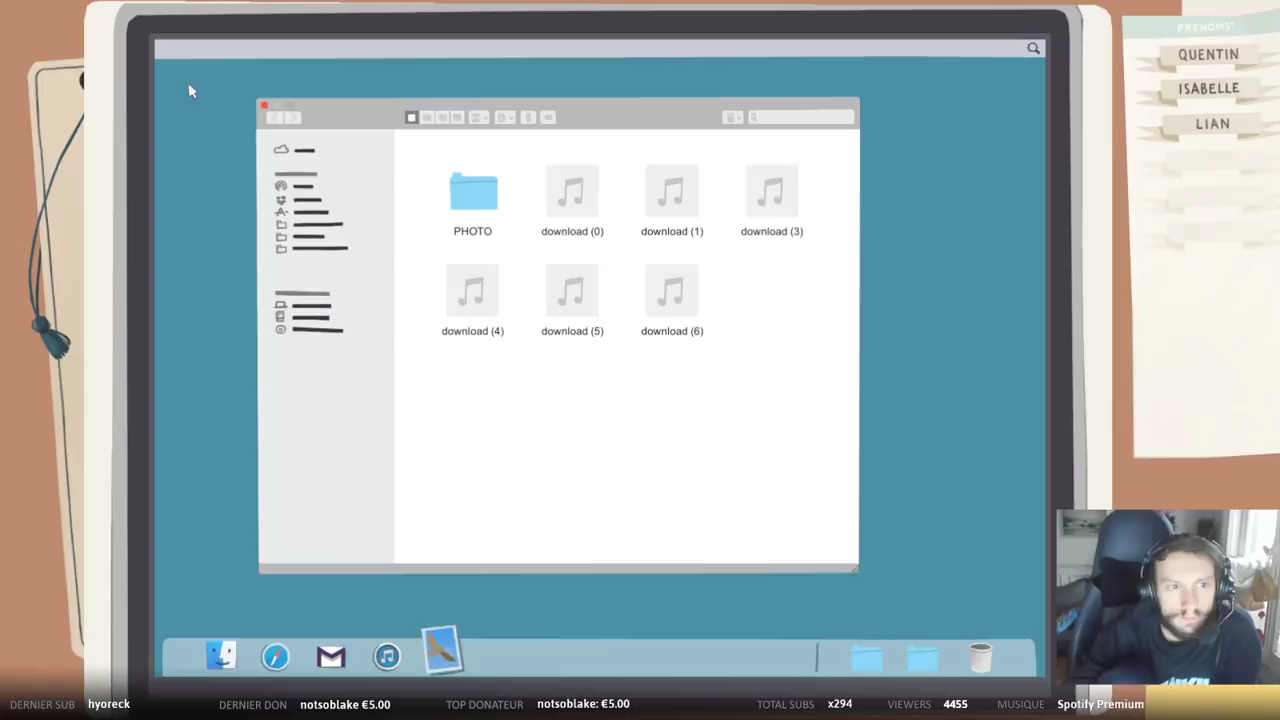 PRENOMS*
QUENTIN
ISABELLE
LIAN
PHOTO
download (0)
download (1)
download (3)
download (4)
download (5)
download (6)
DERNIER SUB hyoreck
DERNIER DON notsoblake €5.00
TOP DONATEUR notsoblake: €5.00
TOTAL SUBS x294
VIEWERS 4455
MUSIQUE Spotify Premium